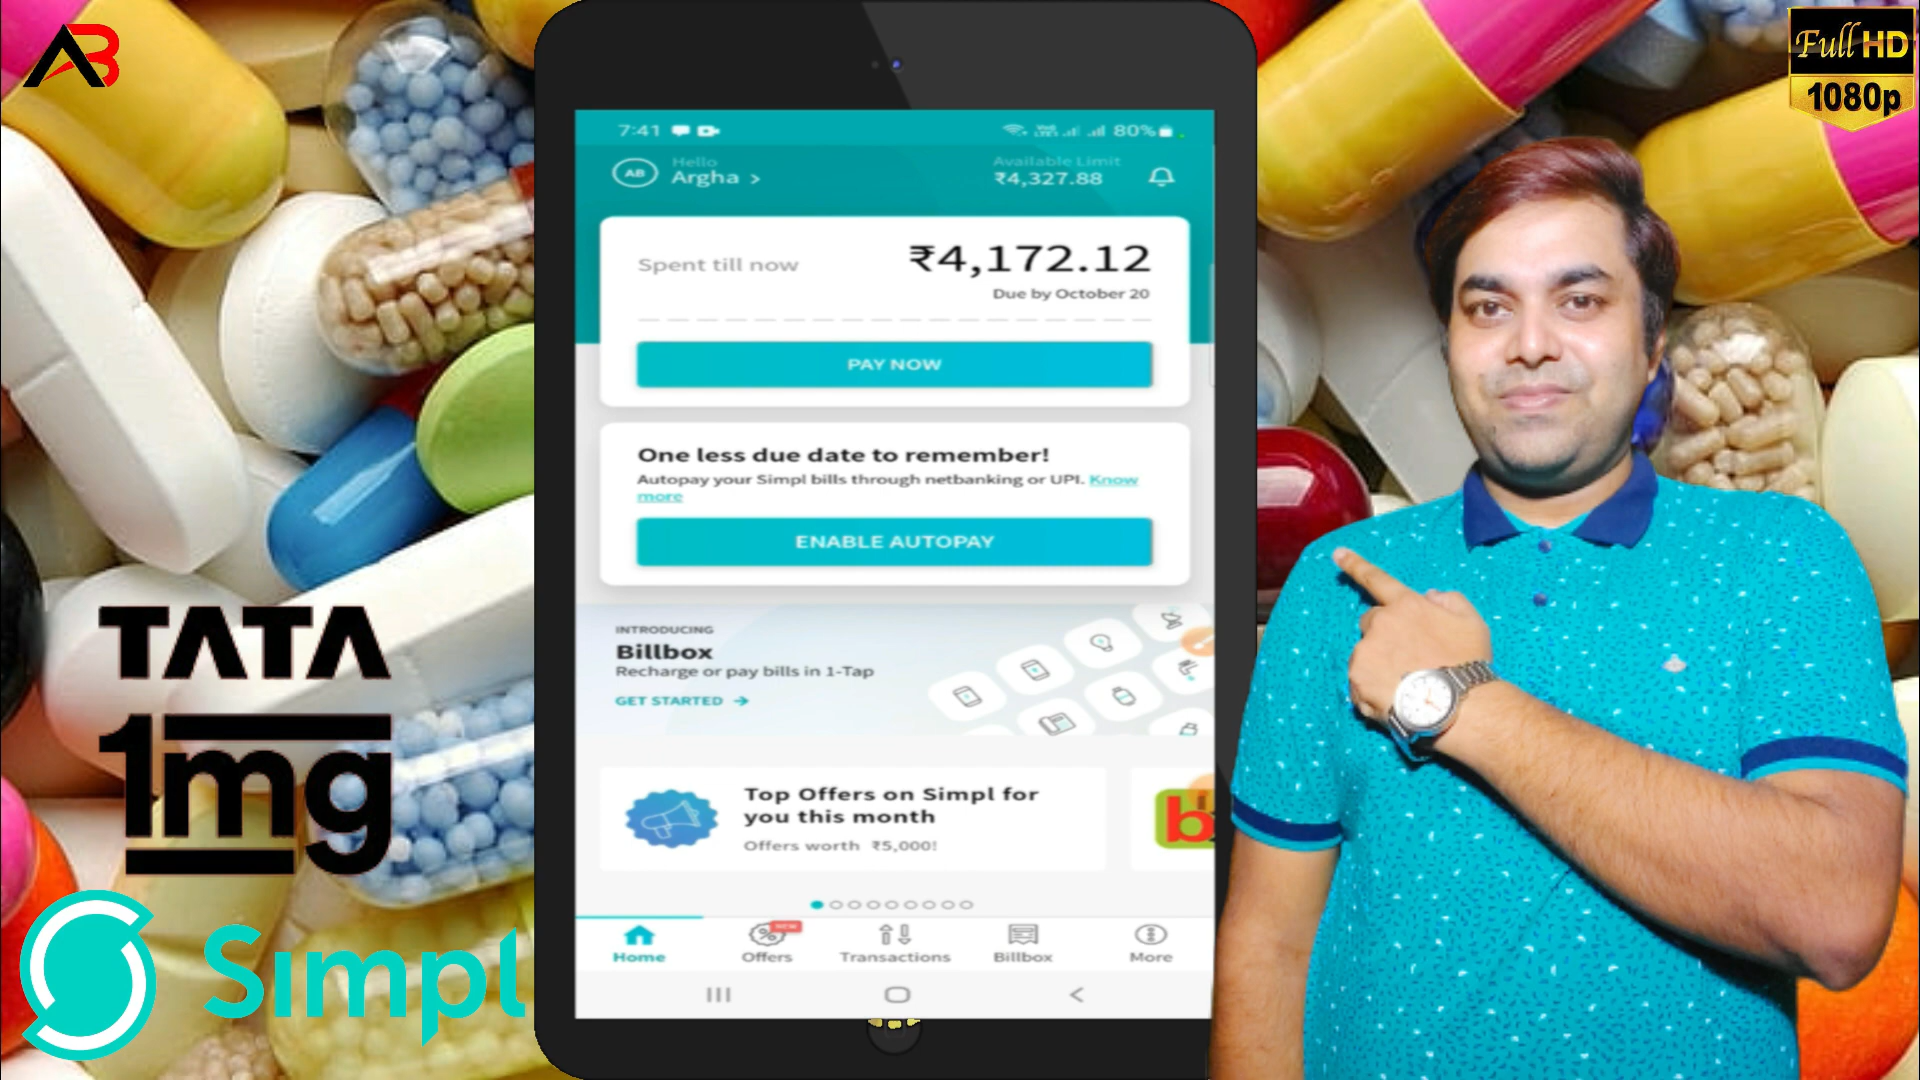 AB
Full HD
1080p
7:41
80%
AB
Hello
Argha >
Available Limit
₹4,327.88
Spent till now
₹4,172.12
Due by October 20
PAY NOW
One less due date to remember!
Autopay your Simpl bills through netbanking or UPI. Know
more
ENABLE AUTOPAY
INTRODUCING
Billbox
Recharge or pay bills in 1-Tap
GET STARTED →
Top Offers on Simpl for
you this month
Offers worth ₹5,000!
b
NEW
Home
Offers
Transactions
Billbox
More
TATA
1mg
Simpl